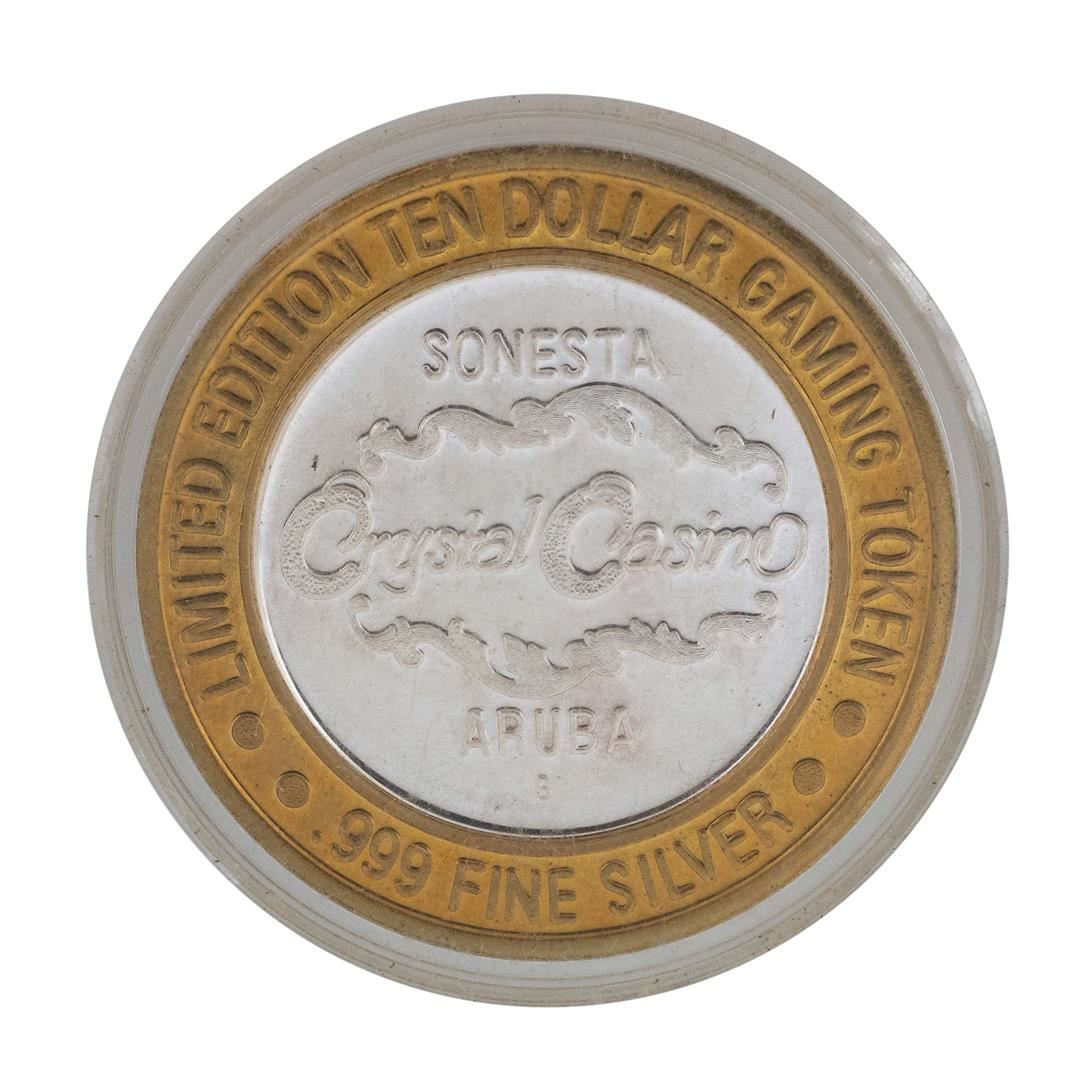 LIMITED EDITION TEN DOLLAR GAMING TOKEN
SONESTA
Crystal Casino
ARUBA
.999 FINE SILVER